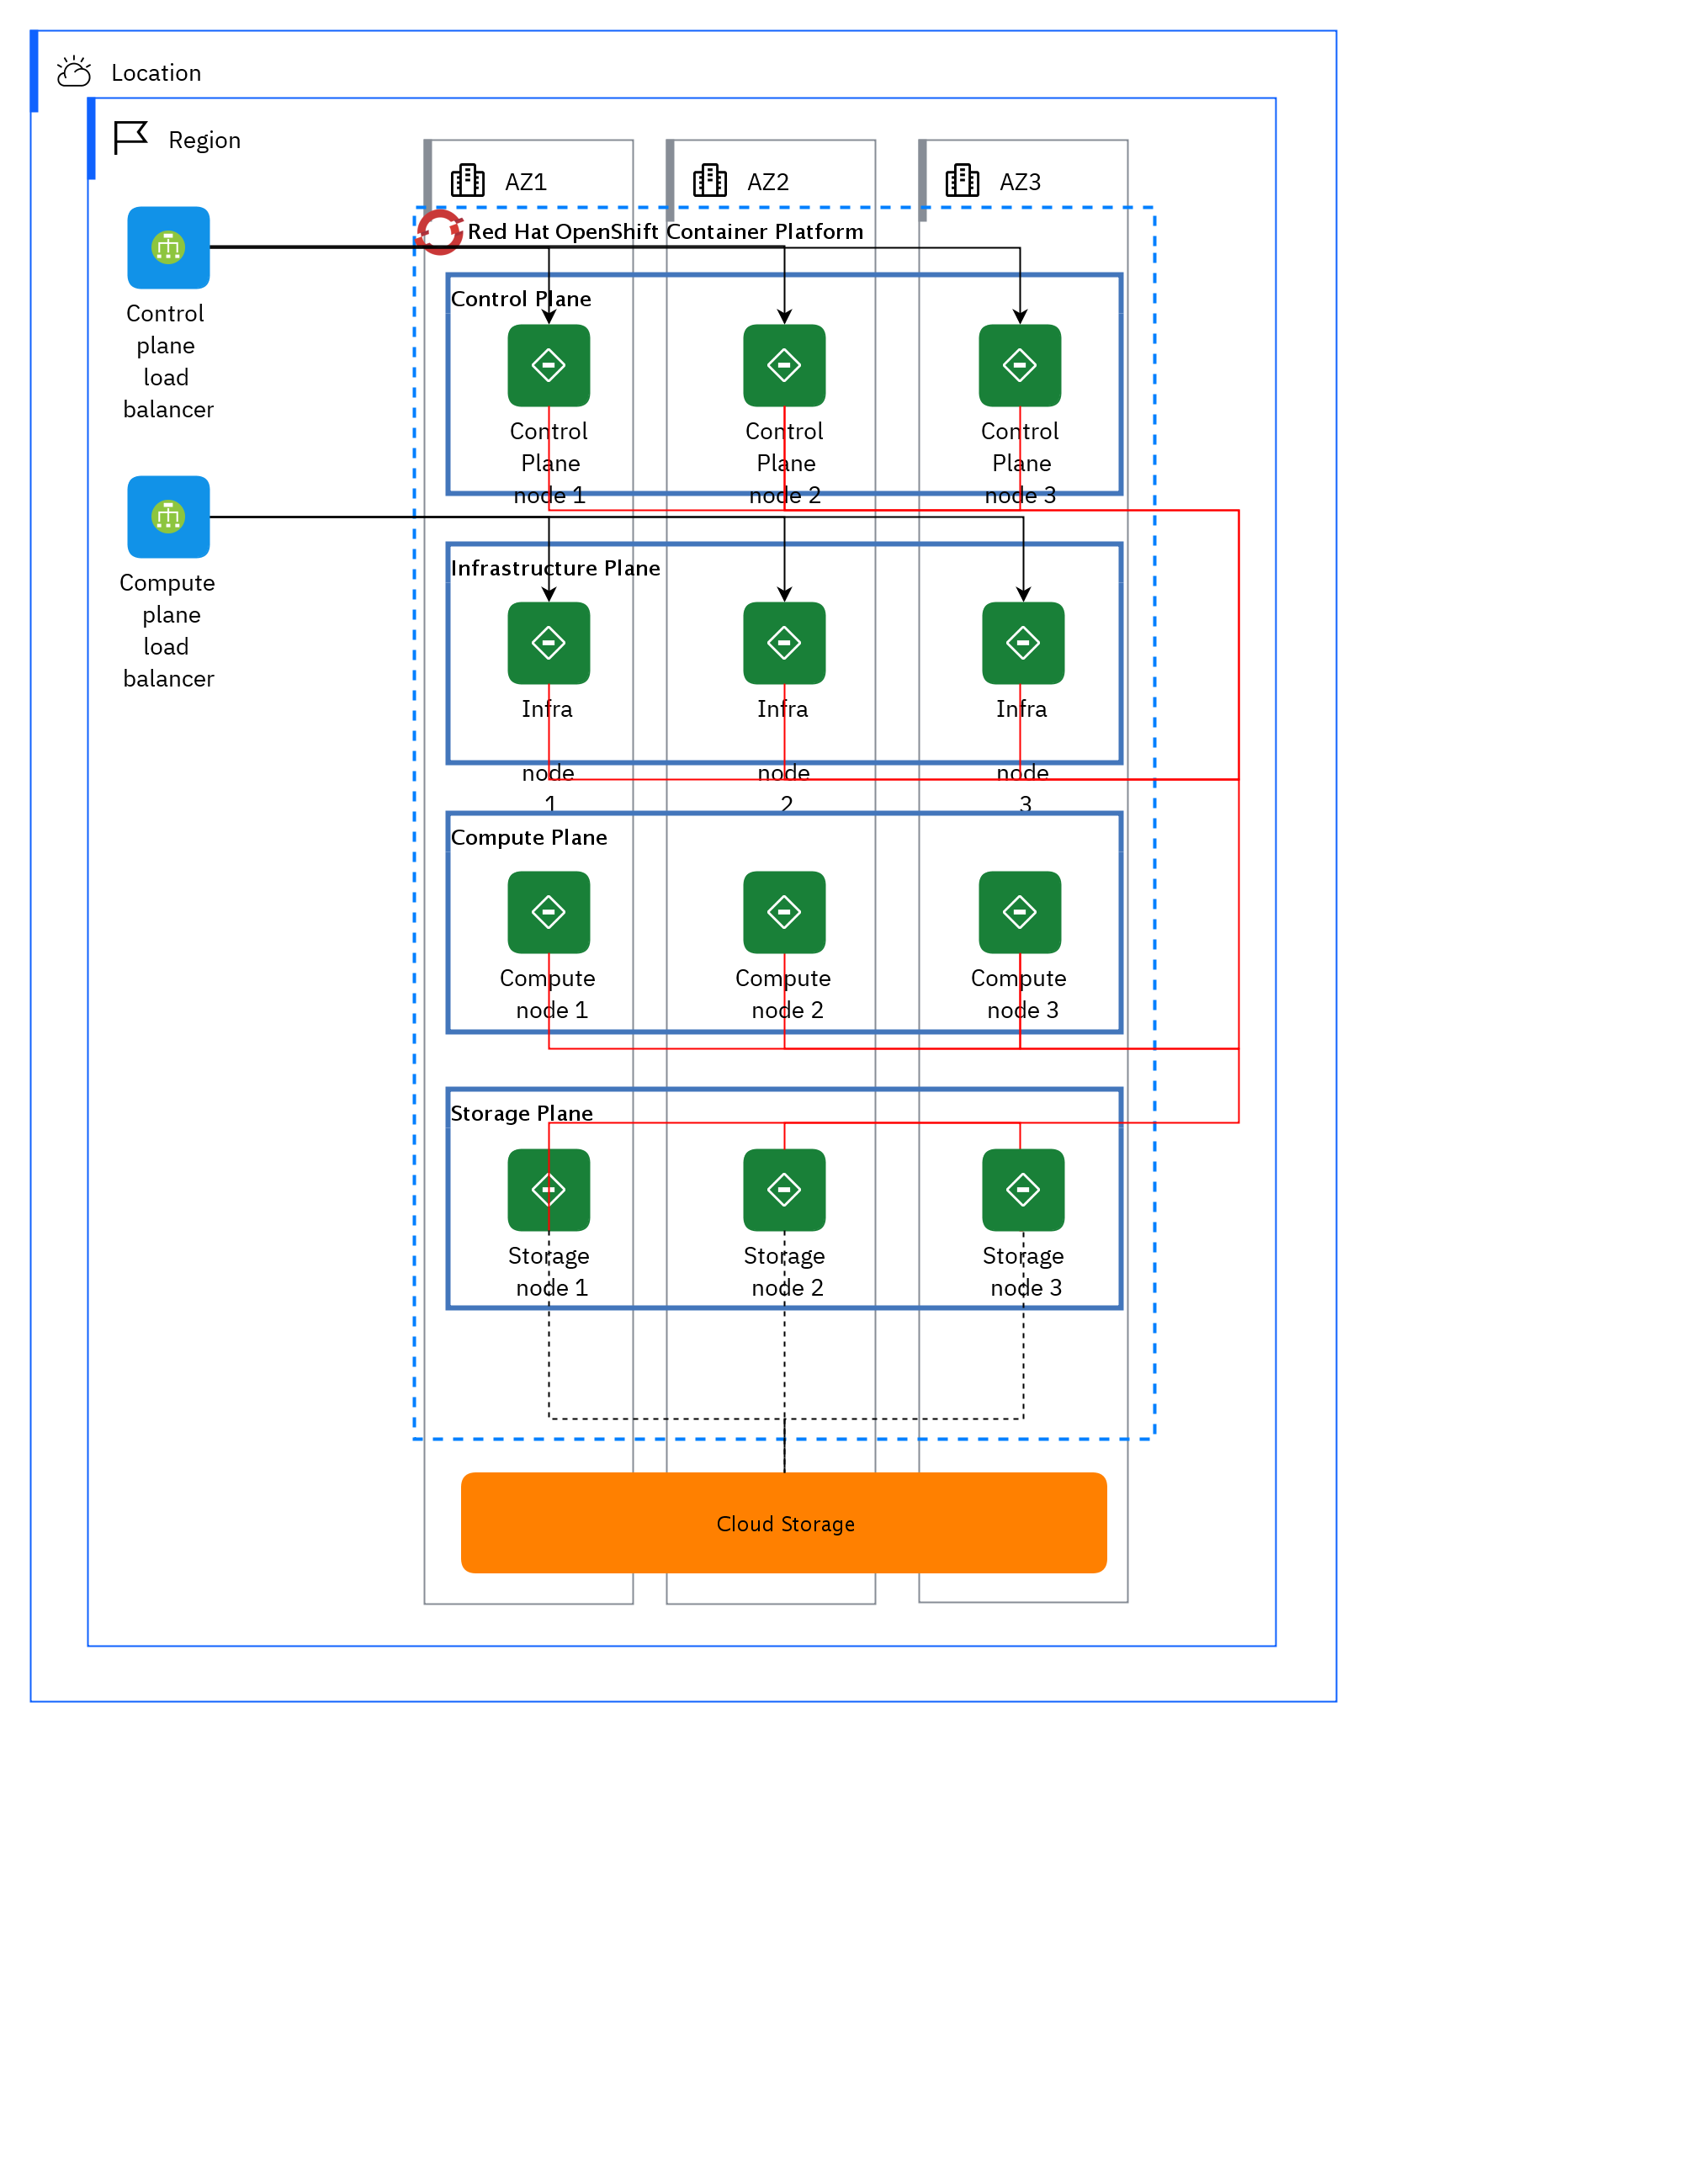 Location
Region
AZ1
AZ2
AZ3
Red Hat OpenShift Container Platform
Control
plane
load
balancer
Control Plane
Control
Plane
node 1
Control
Plane
node 2
Control
Plane
node 3
Compute
plane
load
balancer
Infrastructure Plane
Infra
node
1
Infra
node
2
Infra
node
3
Compute Plane
Compute
node 1
Compute
node 2
Compute
node 3
Storage Plane
Storage
node 1
Storage
node 2
Storage
node 3
Cloud Storage